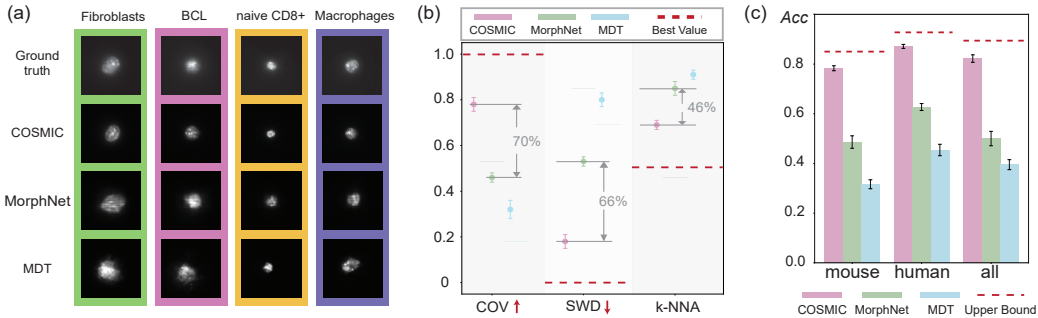 (a)
Fibroblasts BCL naive CD8+ Macrophages
Ground truth
COSMIC
MorphNet
MDT
(b)
COSMIC MorphNet MDT Best Value
1.0
0.8
0.6
0.4
0.2
0
70%
66%
46%
COV ↑ SWD ↓ k-NNA
(c)
Acc
0.8
0.6
0.4
0.2
0.0
mouse human all
COSMIC MorphNet MDT Upper Bound